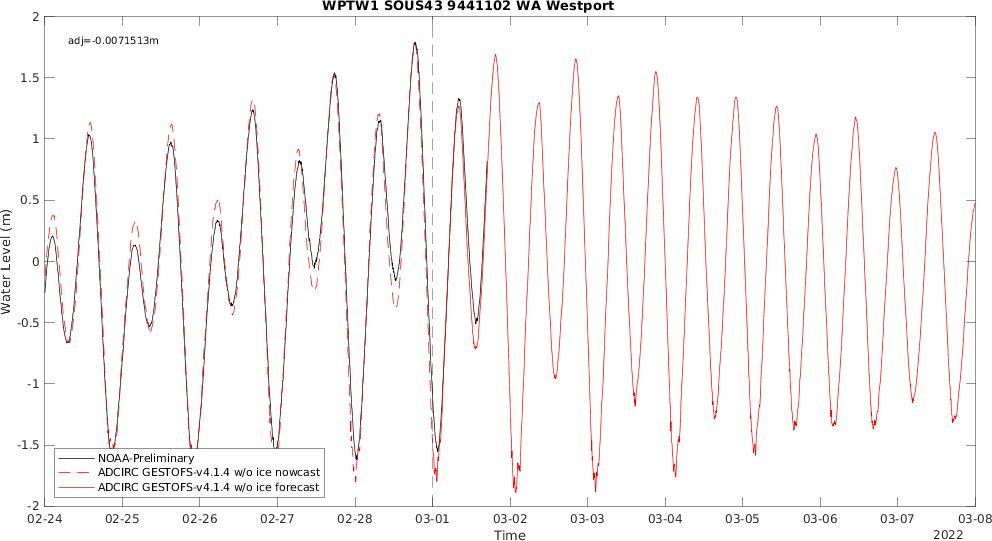 WPTW1 SOUS43 9441102 WA Westport
adj=-0.0071513m
2
1.5
1
0.5
0
-0.5
-1
-1.5
-2
Water Level (m)
NOAA-Preliminary
ADCIRC GESTOFS-v4.1.4 w/o ice nowcast
ADCIRC GESTOFS-v4.1.4 w/o ice forecast
02-24 02-25 02-26 02-27 02-28 03-01 03-02 03-03 03-04 03-05 03-06 03-07 03-08
Time
2022